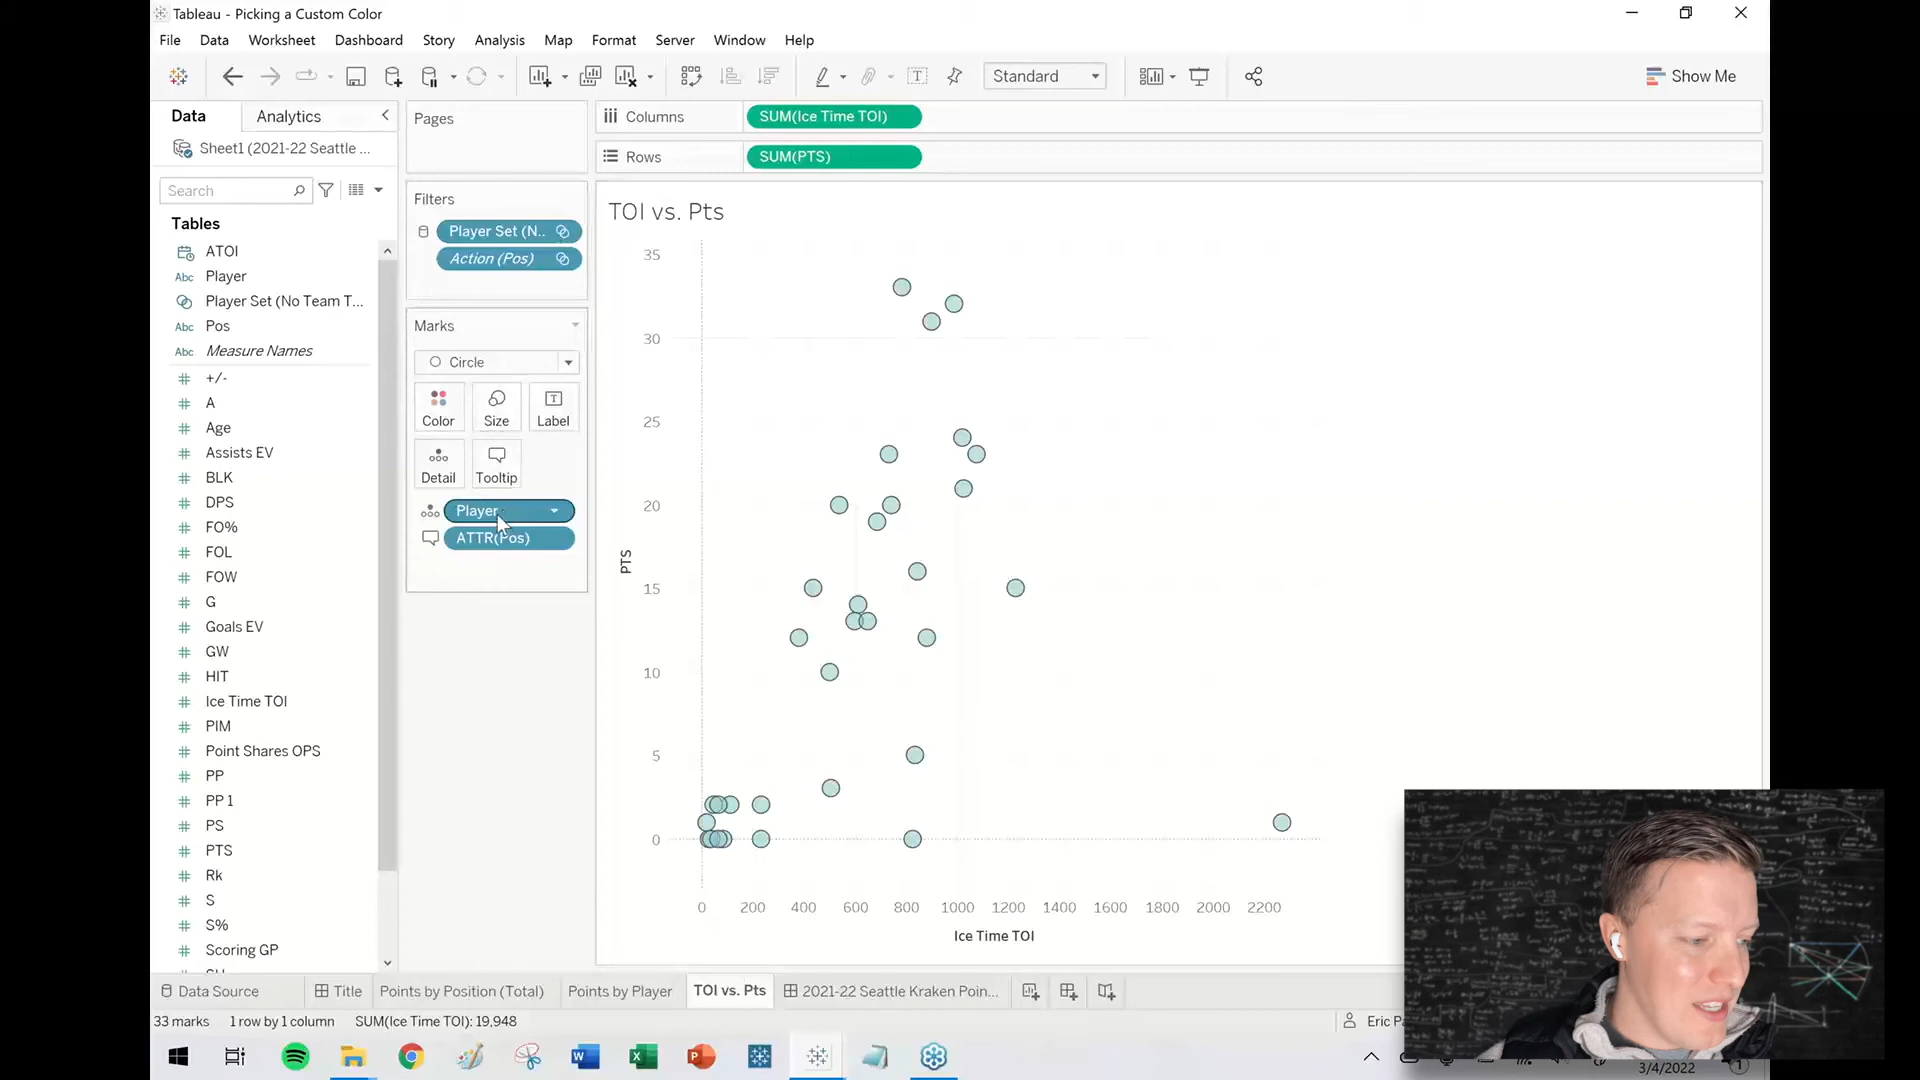 Tableau - Picking a Custom Color
File Data Worksheet Dashboard Story Analysis Map Format Server Window Help
Standard
Show Me
Data Analytics
Sheet1 (2021-22 Seattle ...
Search
Tables
ATOI
Abc Player
Player Set (No Team T...
Abc Pos
Abc Measure Names
# +/-
# A
# Age
# Assists EV
# BLK
# DPS
# FO%
# FOL
# FOW
# G
# Goals EV
# GW
# HIT
# Ice Time TOI
# PIM
# Point Shares OPS
# PP
# PP 1
# PS
# PTS
# Rk
# S
# S%
# Scoring GP
Pages
Filters
Player Set (N..
Action (Pos)
Marks
Circle
Color Size Label
Detail Tooltip
Player
ATTR(Pos)
Columns SUM(Ice Time TOI)
Rows SUM(PTS)
TOI vs. Pts
35
30
25
20
15
10
5
0
PTS
0 200 400 600 800 1000 1200 1400 1600 1800 2000 2200
Ice Time TOI
Data Source Title Points by Position (Total) Points by Player TOI vs. Pts 2021-22 Seattle Kraken Poin...
33 marks 1 row by 1 column SUM(Ice Time TOI): 19,948
Eric
3/4/2022